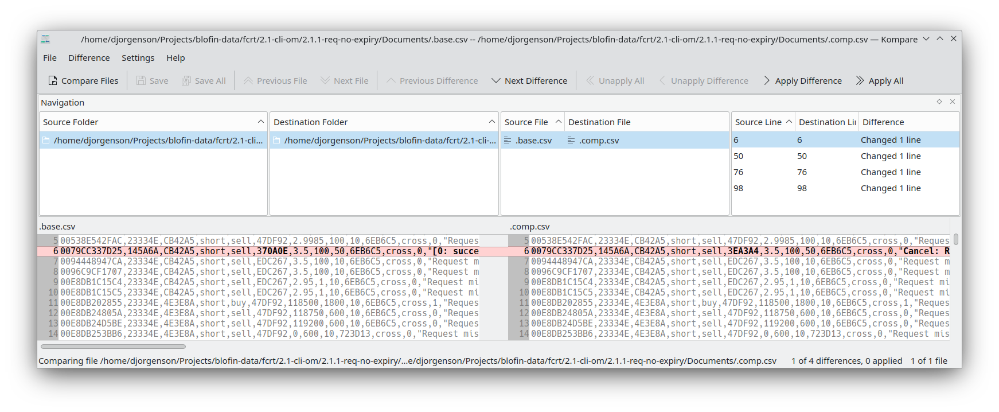 /home/djorgenson/Projects/blofin-data/fcrt/2.1-cli-om/2.1.1-req-no-expiry/Documents/.base.csv -- /home/djorgenson/Projects/blofin-data/fcrt/2.1-cli-om/2.1.1-req-no-expiry/Documents/.comp.csv — Kompare
File Difference Settings Help
Compare Files Save Save All Previous File Next File Previous Difference Next Difference Unapply All Unapply Difference Apply Difference Apply All
Navigation
Source Folder Destination Folder Source File Destination File Source Line Destination Li Difference
/home/djorgenson/Projects/blofin-data/fcrt/2.1-cli... /home/djorgenson/Projects/blofin-data/fcrt/2.1-cli-... .base.csv .comp.csv 6 6 Changed 1 line
50 50 Changed 1 line
76 76 Changed 1 line
98 98 Changed 1 line
.base.csv .comp.csv
5 00538E542FAC,23334E,CB42A5,short,sell,47DF92,2.9985,100,10,6EB6C5,cross,0,"Reques 5 00538E542FAC,23334E,CB42A5,short,sell,47DF92,2.9985,100,10,6EB6C5,cross,0,"Reques
6 0079CC337D25,145A6A,CB42A5,short,sell,370A0E,3.5,100,50,6EB6C5,cross,0,"[0: succe 6 0079CC337D25,145A6A,CB42A5,short,sell,3EA3A4,3.5,100,50,6EB6C5,cross,0,"Cancel: R
7 0094448947CA,23334E,CB42A5,short,sell,EDC267,3.5,100,10,6EB6C5,cross,0,"Request m 7 0094448947CA,23334E,CB42A5,short,sell,EDC267,3.5,100,10,6EB6C5,cross,0,"Request m
8 0096C9CF1707,23334E,CB42A5,short,sell,EDC267,3.5,100,10,6EB6C5,cross,0,"Request m 8 0096C9CF1707,23334E,CB42A5,short,sell,EDC267,3.5,100,10,6EB6C5,cross,0,"Request m
9 00E8DB1C15C4,23334E,CB42A5,short,sell,EDC267,2.95,1,10,6EB6C5,cross,0,"Request mi 9 00E8DB1C15C4,23334E,CB42A5,short,sell,EDC267,2.95,1,10,6EB6C5,cross,0,"Request mi
10 00E8DB1C15C5,23334E,CB42A5,short,sell,EDC267,2.95,1,10,6EB6C5,cross,0,"Request mi 10 00E8DB1C15C5,23334E,CB42A5,short,sell,EDC267,2.95,1,10,6EB6C5,cross,0,"Request mi
11 00E8DB202855,23334E,4E3E8A,short,buy,47DF92,118500,1800,10,6EB6C5,cross,1,"Reques 11 00E8DB202855,23334E,4E3E8A,short,buy,47DF92,118500,1800,10,6EB6C5,cross,1,"Reques
12 00E8DB24805A,23334E,4E3E8A,short,sell,47DF92,118750,600,10,6EB6C5,cross,0,"Reques 12 00E8DB24805A,23334E,4E3E8A,short,sell,47DF92,118750,600,10,6EB6C5,cross,0,"Reques
13 00E8DB24D5BE,23334E,4E3E8A,short,sell,47DF92,119200,600,10,6EB6C5,cross,0,"Reques 13 00E8DB24D5BE,23334E,4E3E8A,short,sell,47DF92,119200,600,10,6EB6C5,cross,0,"Reques
14 00E8DB253BB6,23334E,4E3E8A,short,sell,47DF92,0,600,10,723D13,cross,0,"Request mis 14 00E8DB253BB6,23334E,4E3E8A,short,sell,47DF92,0,600,10,723D13,cross,0,"Request mis
Comparing file /home/djorgenson/Projects/blofin-data/fcrt/2.1-cli-om/2.1.1-req-no-expiry/...e/djorgenson/Projects/blofin-data/fcrt/2.1-cli-om/2.1.1-req-no-expiry/Documents/.comp.csv 1 of 4 differences, 0 applied 1 of 1 file